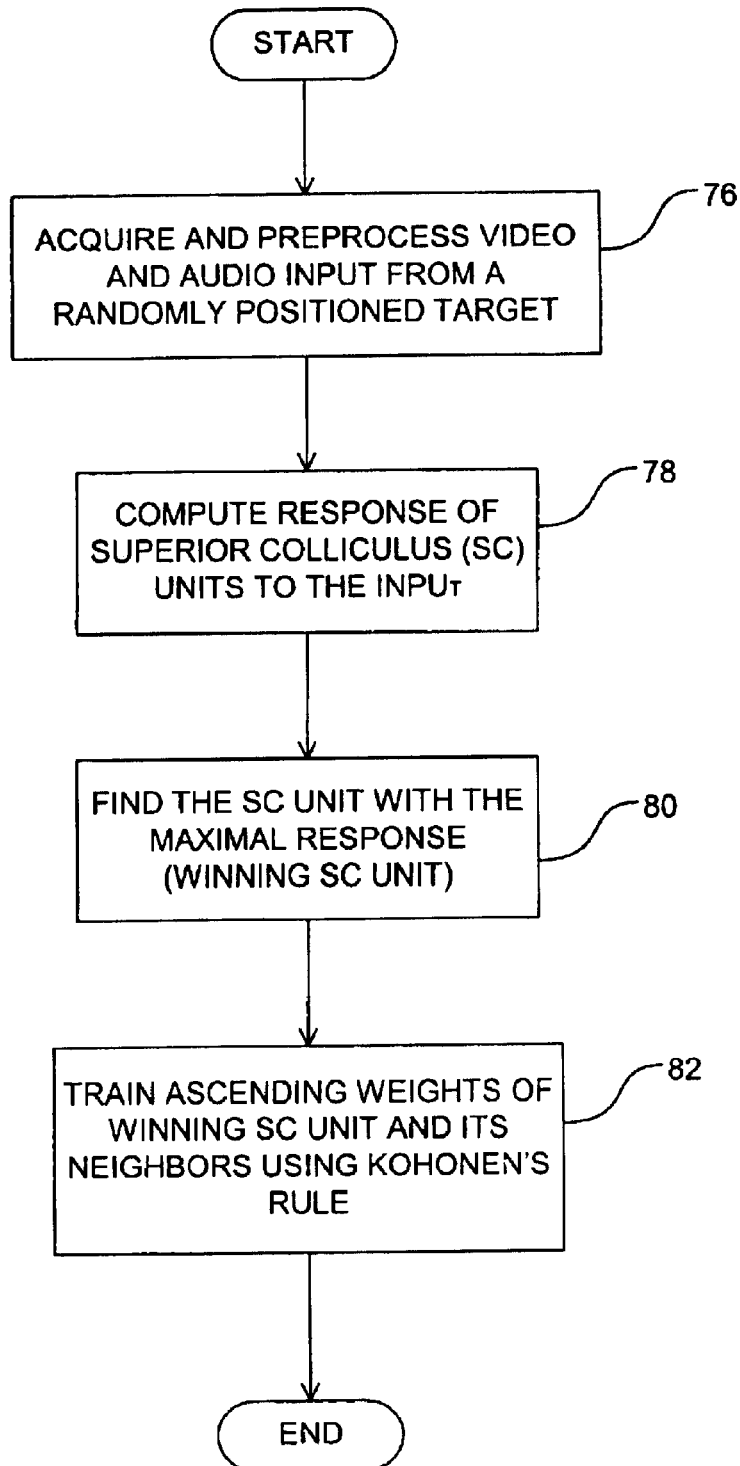 START
76
ACQUIRE AND PREPROCESS VIDEO
AND AUDIO INPUT FROM A
RANDOMLY POSITIONED TARGET
78
COMPUTE RESPONSE OF
SUPERIOR COLLICULUS (SC)
UNITS TO THE INPUT
80
FIND THE SC UNIT WITH THE
MAXIMAL RESPONSE
(WINNING SC UNIT)
82
TRAIN ASCENDING WEIGHTS OF
WINNING SC UNIT AND ITS
NEIGHBORS USING KOHONEN'S
RULE
END